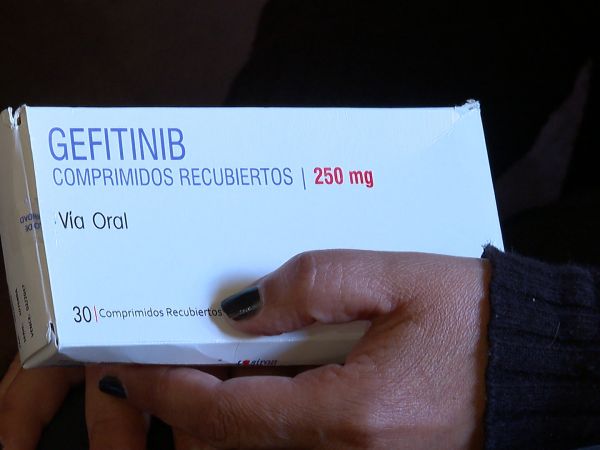 GEFITINIB
COMPRIMIDOS RECUBIERTOS | 250 mg
Vía Oral
30 | Comprimidos Recubiertos